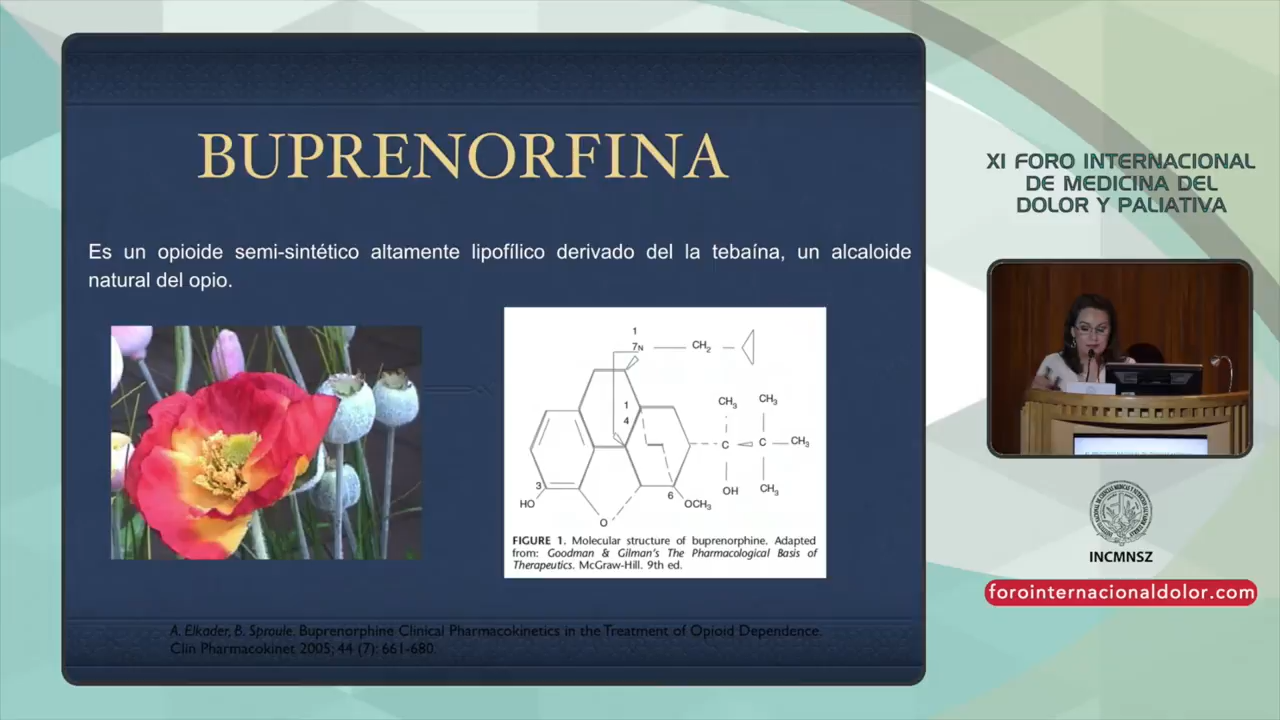 BUPRENORFINA
Es un opioide semi-sintético altamente lipofílico derivado del la tebaína, un alcaloide
natural del opio.
1
7N
CH2
1
4
CH3
CH3
C
C
CH3
3
HO
O
6
OCH3
OH
CH3
FIGURE 1. Molecular structure of buprenorphine. Adapted
from: Goodman & Gilman's The Pharmacological Basis of
Therapeutics. McGraw-Hill. 9th ed.
A. Elkader, B. Sproule. Buprenorphine Clinical Pharmacokinetics in the Treatment of Opioid Dependence.
Clin Pharmacokinet 2005; 44 (7): 661-680.
XI FORO INTERNACIONAL
DE MEDICINA DEL
DOLOR Y PALIATIVA
INCMNSZ
forointernacionaldolor.com